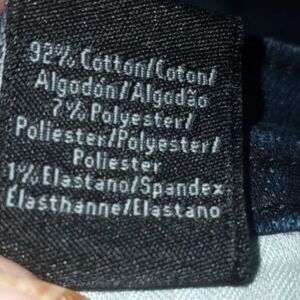 92% Cotton/Coton/
Algodón/Algodão
7% Polyester/
Poliester/Polyester/
Poliester
1% Elastano/Spandex
Élasthanne/Elastano